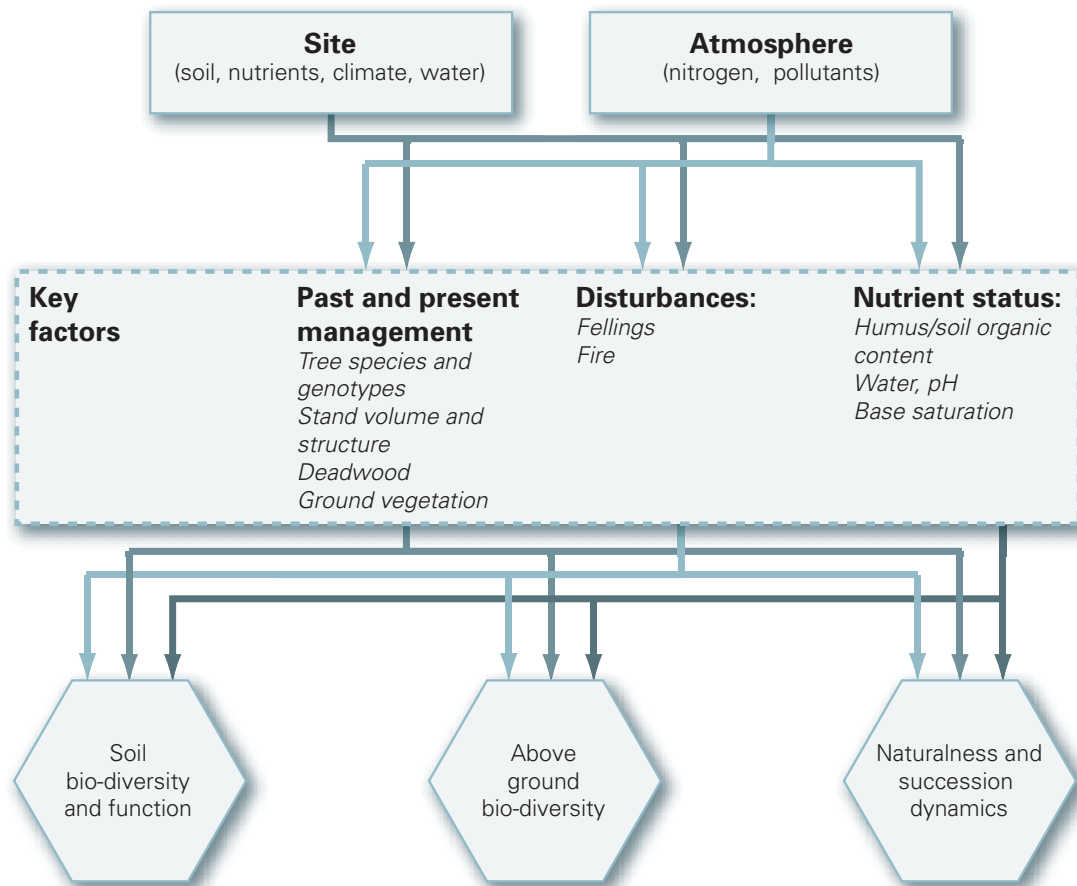 Site
(soil, nutrients, climate, water)
Atmosphere
(nitrogen, pollutants)
Key
factors
Past and present
management
Tree species and
genotypes
Stand volume and
structure
Deadwood
Ground vegetation
Disturbances:
Fellings
Fire
Nutrient status:
Humus/soil organic
content
Water, pH
Base saturation
Soil
bio-diversity
and function
Above
ground
bio-diversity
Naturalness and
succession
dynamics